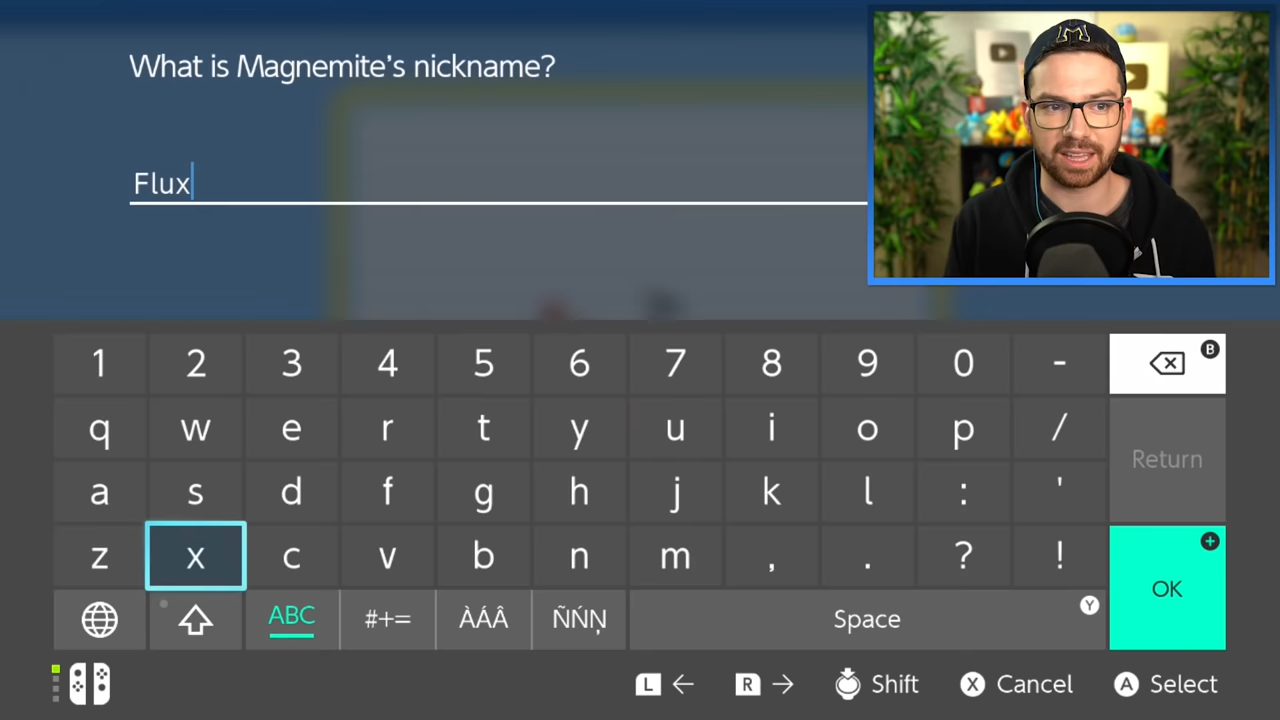 What is Magnemite's nickname?
Flux
1 2 3 4 5 6 7 8 9 0 -
B
q w e r t y u i o p /
Return
a s d f g h j k l : '
z x c v b n m , . ? !
+
OK
ABC #+= ÀÁÂ ÑŃŅ Space Y
L ← R → Shift X Cancel A Select
M